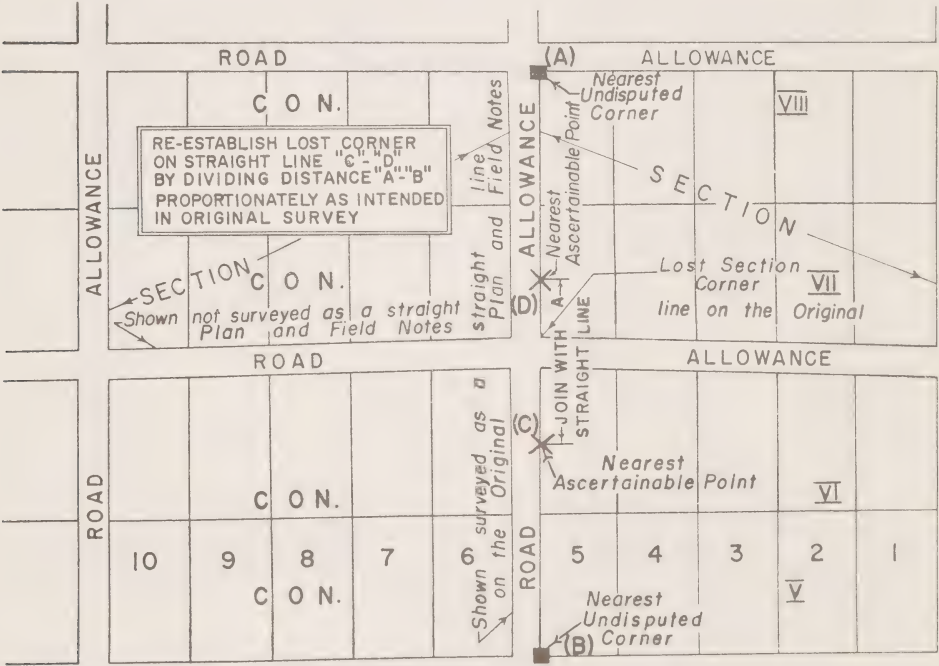 ROAD
ALLOWANCE
(A)
Nearest
Undisputed
Corner
C O N.
VIII
RE-ESTABLISH LOST CORNER
ON STRAIGHT LINE "C"-"D"
BY DIVIDING DISTANCE "A"-"B"
PROPORTIONATELY AS INTENDED
IN ORIGINAL SURVEY
ALLOWANCE
straight line
Plan and Field Notes
ALLOWANCE
Nearest
Ascertainable Point
SECTION
SECTION
C O N.
Shown not surveyed as a straight
Plan and Field Notes
(D)
A
Lost Section
Corner
VII
line on the Original
JOIN WITH
STRAIGHT LINE
ROAD
ALLOWANCE
(C)
Nearest
Ascertainable Point
C O N.
VI
ROAD
Shown surveyed as a
on the Original
ROAD
10 9 8 7 6 5 4 3 2 1
C O N.
V
Nearest
Undisputed
Corner
(B)